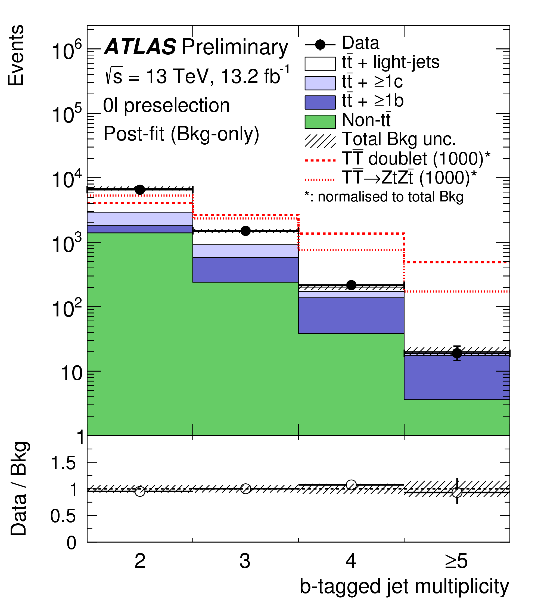 Events
10⁶
10⁵
10⁴
10³
10²
10
1
ATLAS Preliminary
√s = 13 TeV, 13.2 fb⁻¹
0l preselection
Post-fit (Bkg-only)
Data
tt̄ + light-jets
tt̄ + ≥1c
tt̄ + ≥1b
Non-tt̄
Total Bkg unc.
TT̅ doublet (1000)*
TT̅→ZtZt̄ (1000)*
*: normalised to total Bkg
Data / Bkg
1.5
1
0.5
0
2 3 4 ≥5
b-tagged jet multiplicity